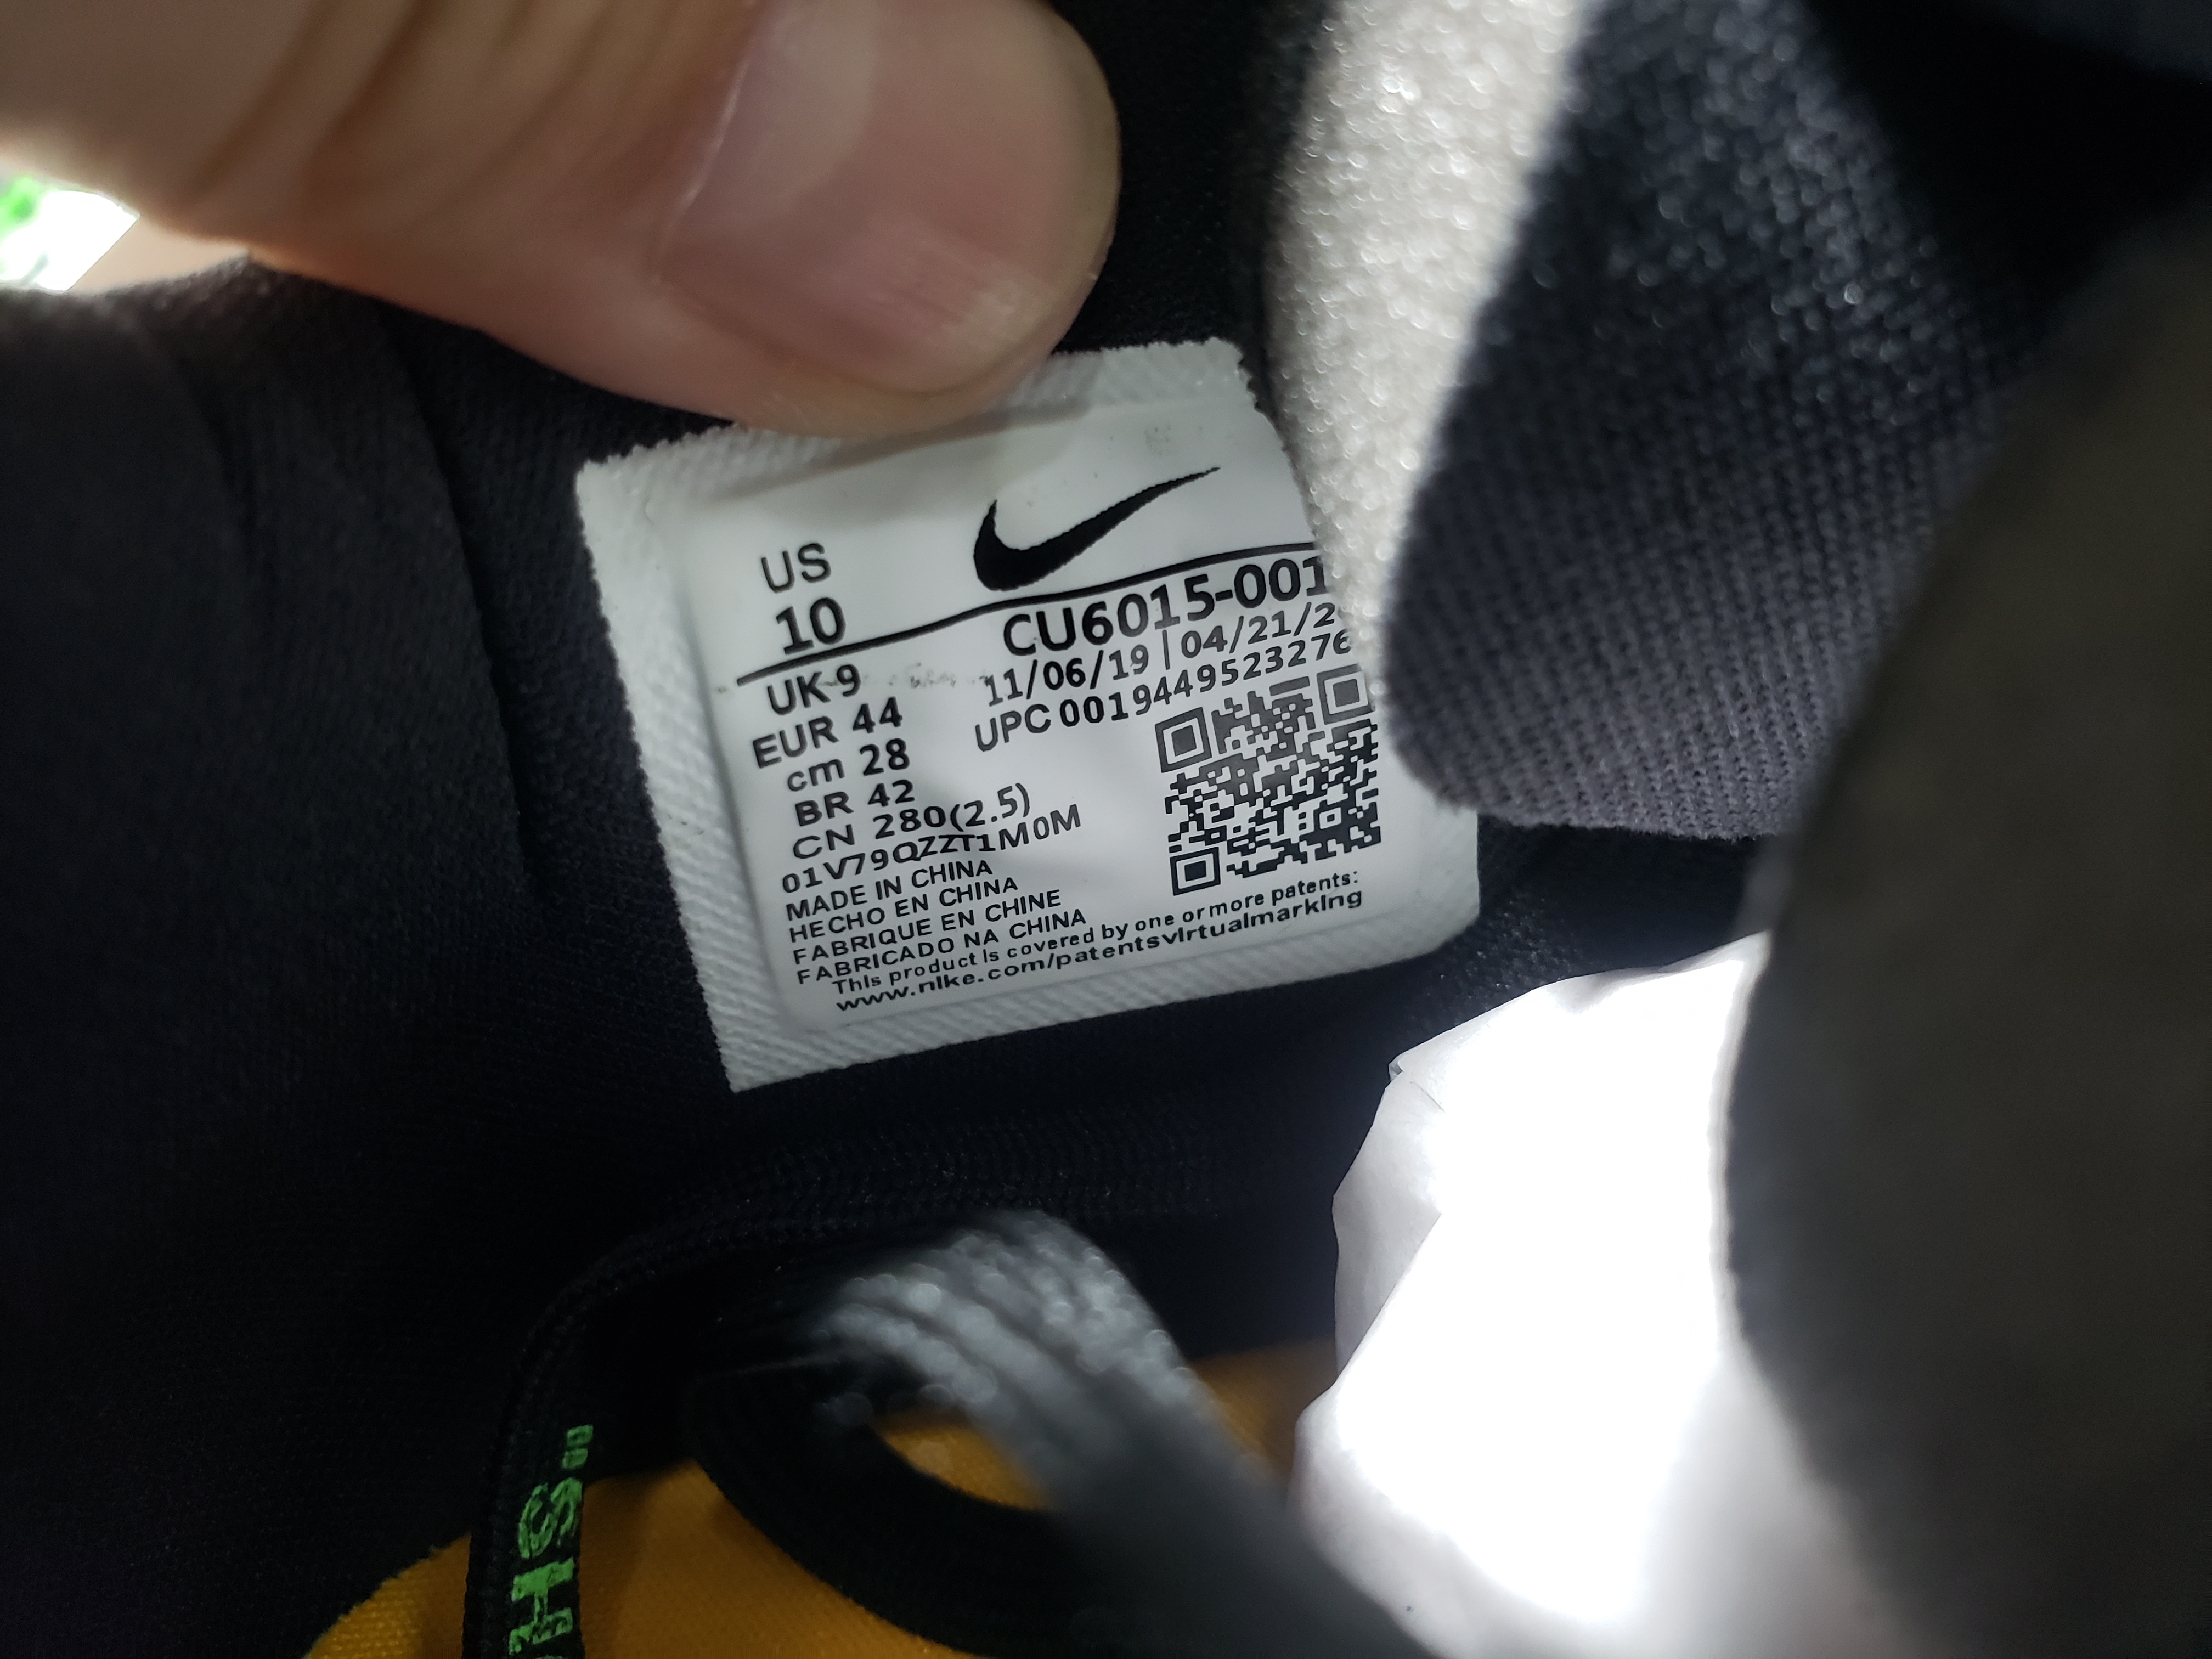 US
10
CU6015-001
UK 9
11/06/19 | 04/21/2
EUR 44
UPC 0019449523276
cm 28
BR 42
CN 280(2.5)
01V79QZZT1M0M
MADE IN CHINA
HECHO EN CHINA
FABRIQUE EN CHINE
FABRICADO NA CHINA
This product is covered by one or more patents:
www.nike.com/patentsvirtualmarking
HS"